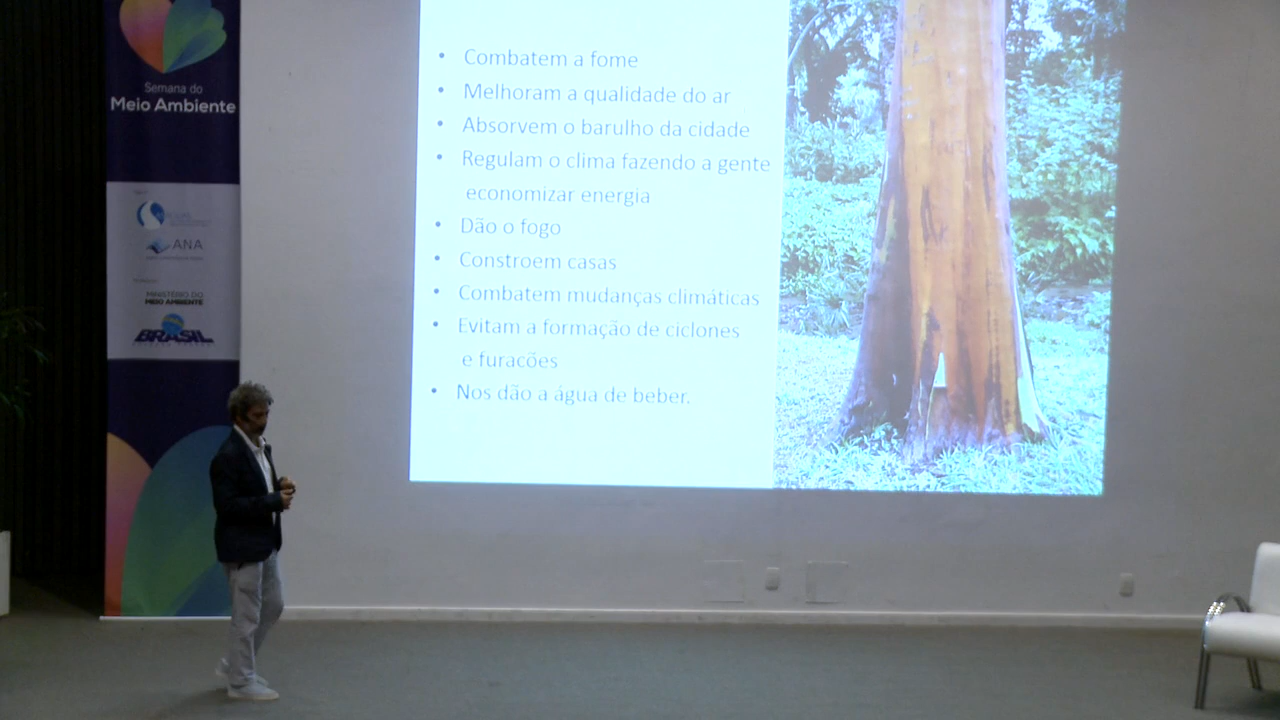 Semana do
Meio Ambiente
ANA
MINISTÉRIO DO
MEIO AMBIENTE
BRASIL
• Combatem a fome
• Melhoram a qualidade do ar
• Absorvem o barulho da cidade
• Regulam o clima fazendo a gente
economizar energia
• Dão o fogo
• Constroem casas
• Combatem mudanças climáticas
• Evitam a formação de ciclones
e furacões
• Nos dão a água de beber.